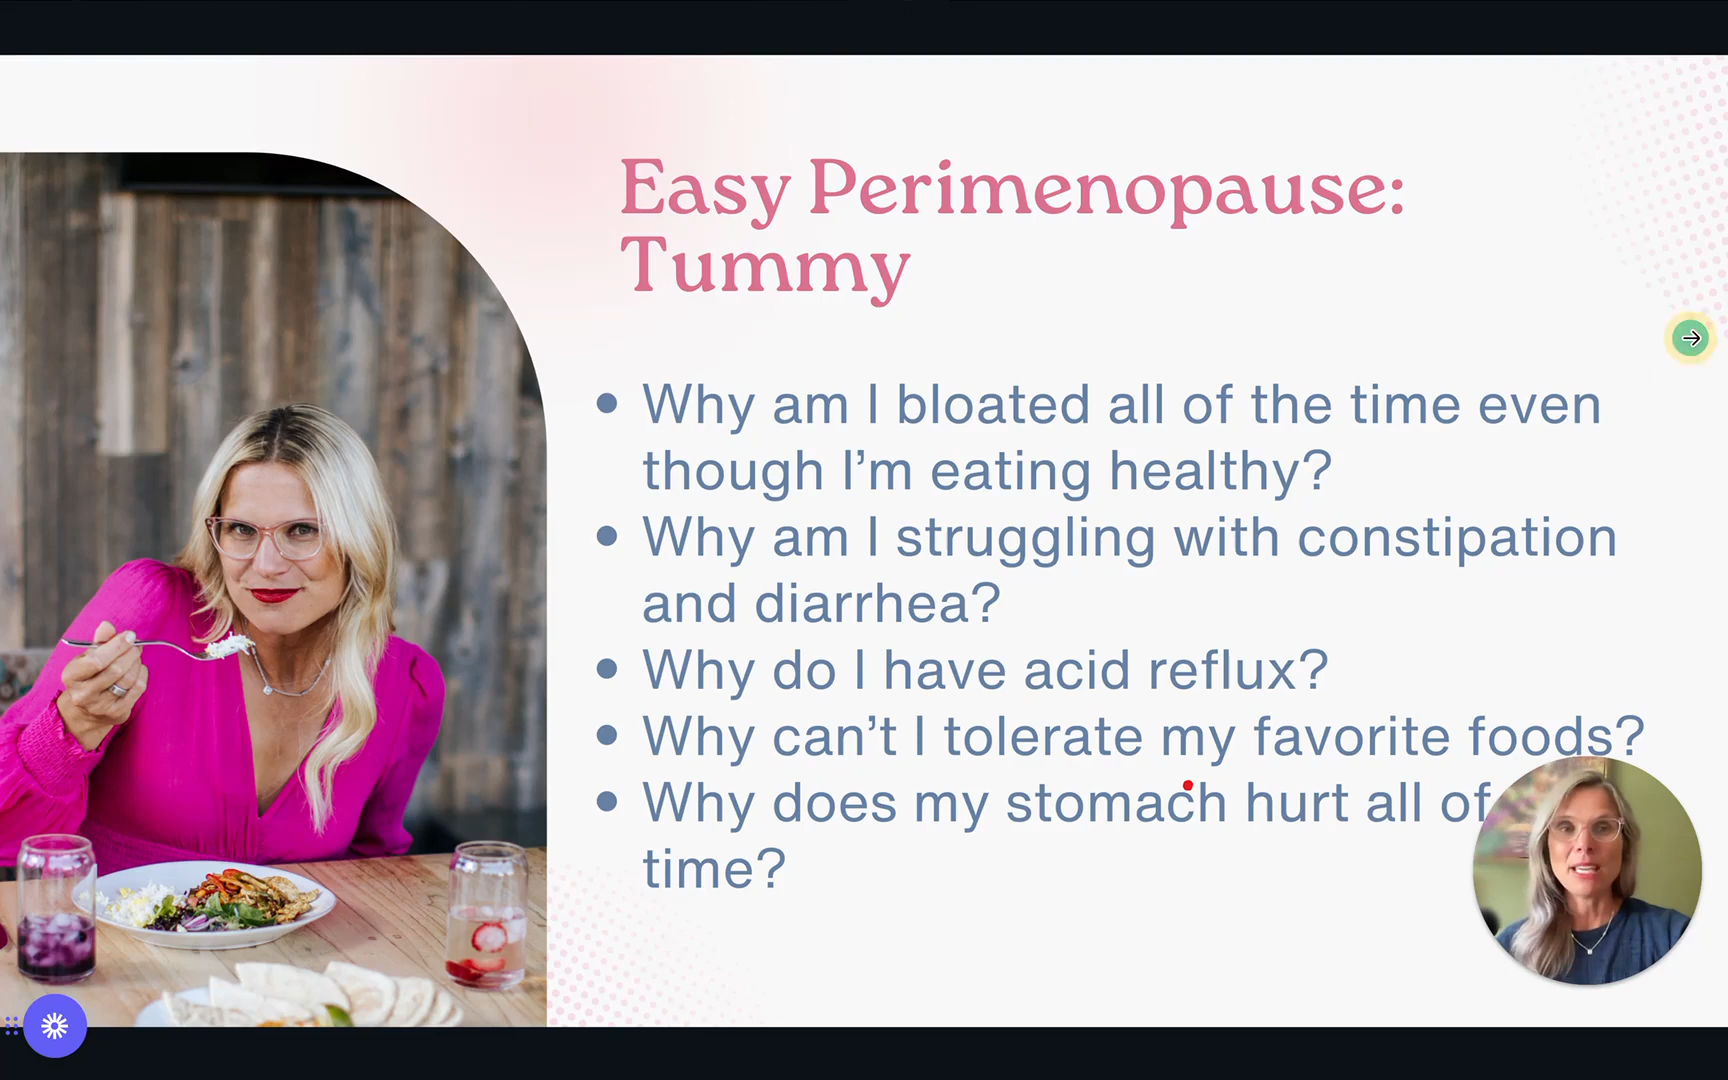 Easy Perimenopause:
Tummy
• Why am I bloated all of the time even
though I’m eating healthy?
• Why am I struggling with constipation
and diarrhea?
• Why do I have acid reflux?
• Why can’t I tolerate my favorite foods?
• Why does my stomach hurt all of
time?